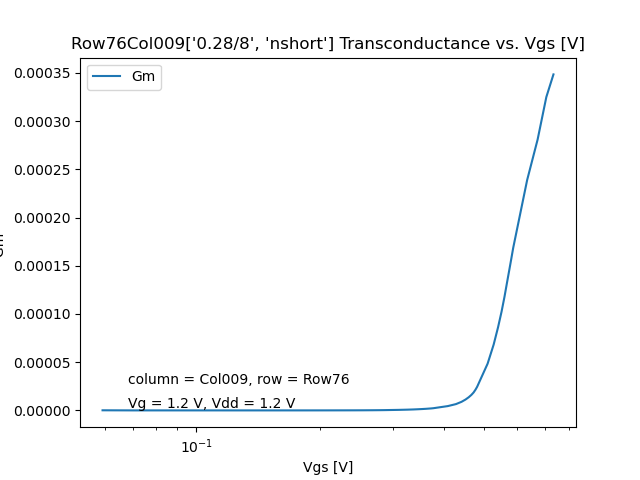 Row76Col009['0.28/8', 'nshort'] Transconductance vs. Vgs [V]
Gm
0.00035
0.00030
0.00025
0.00020
0.00015
0.00010
0.00005
0.00000
Gm
column = Col009, row = Row76
Vg = 1.2 V, Vdd = 1.2 V
10⁻¹
Vgs [V]